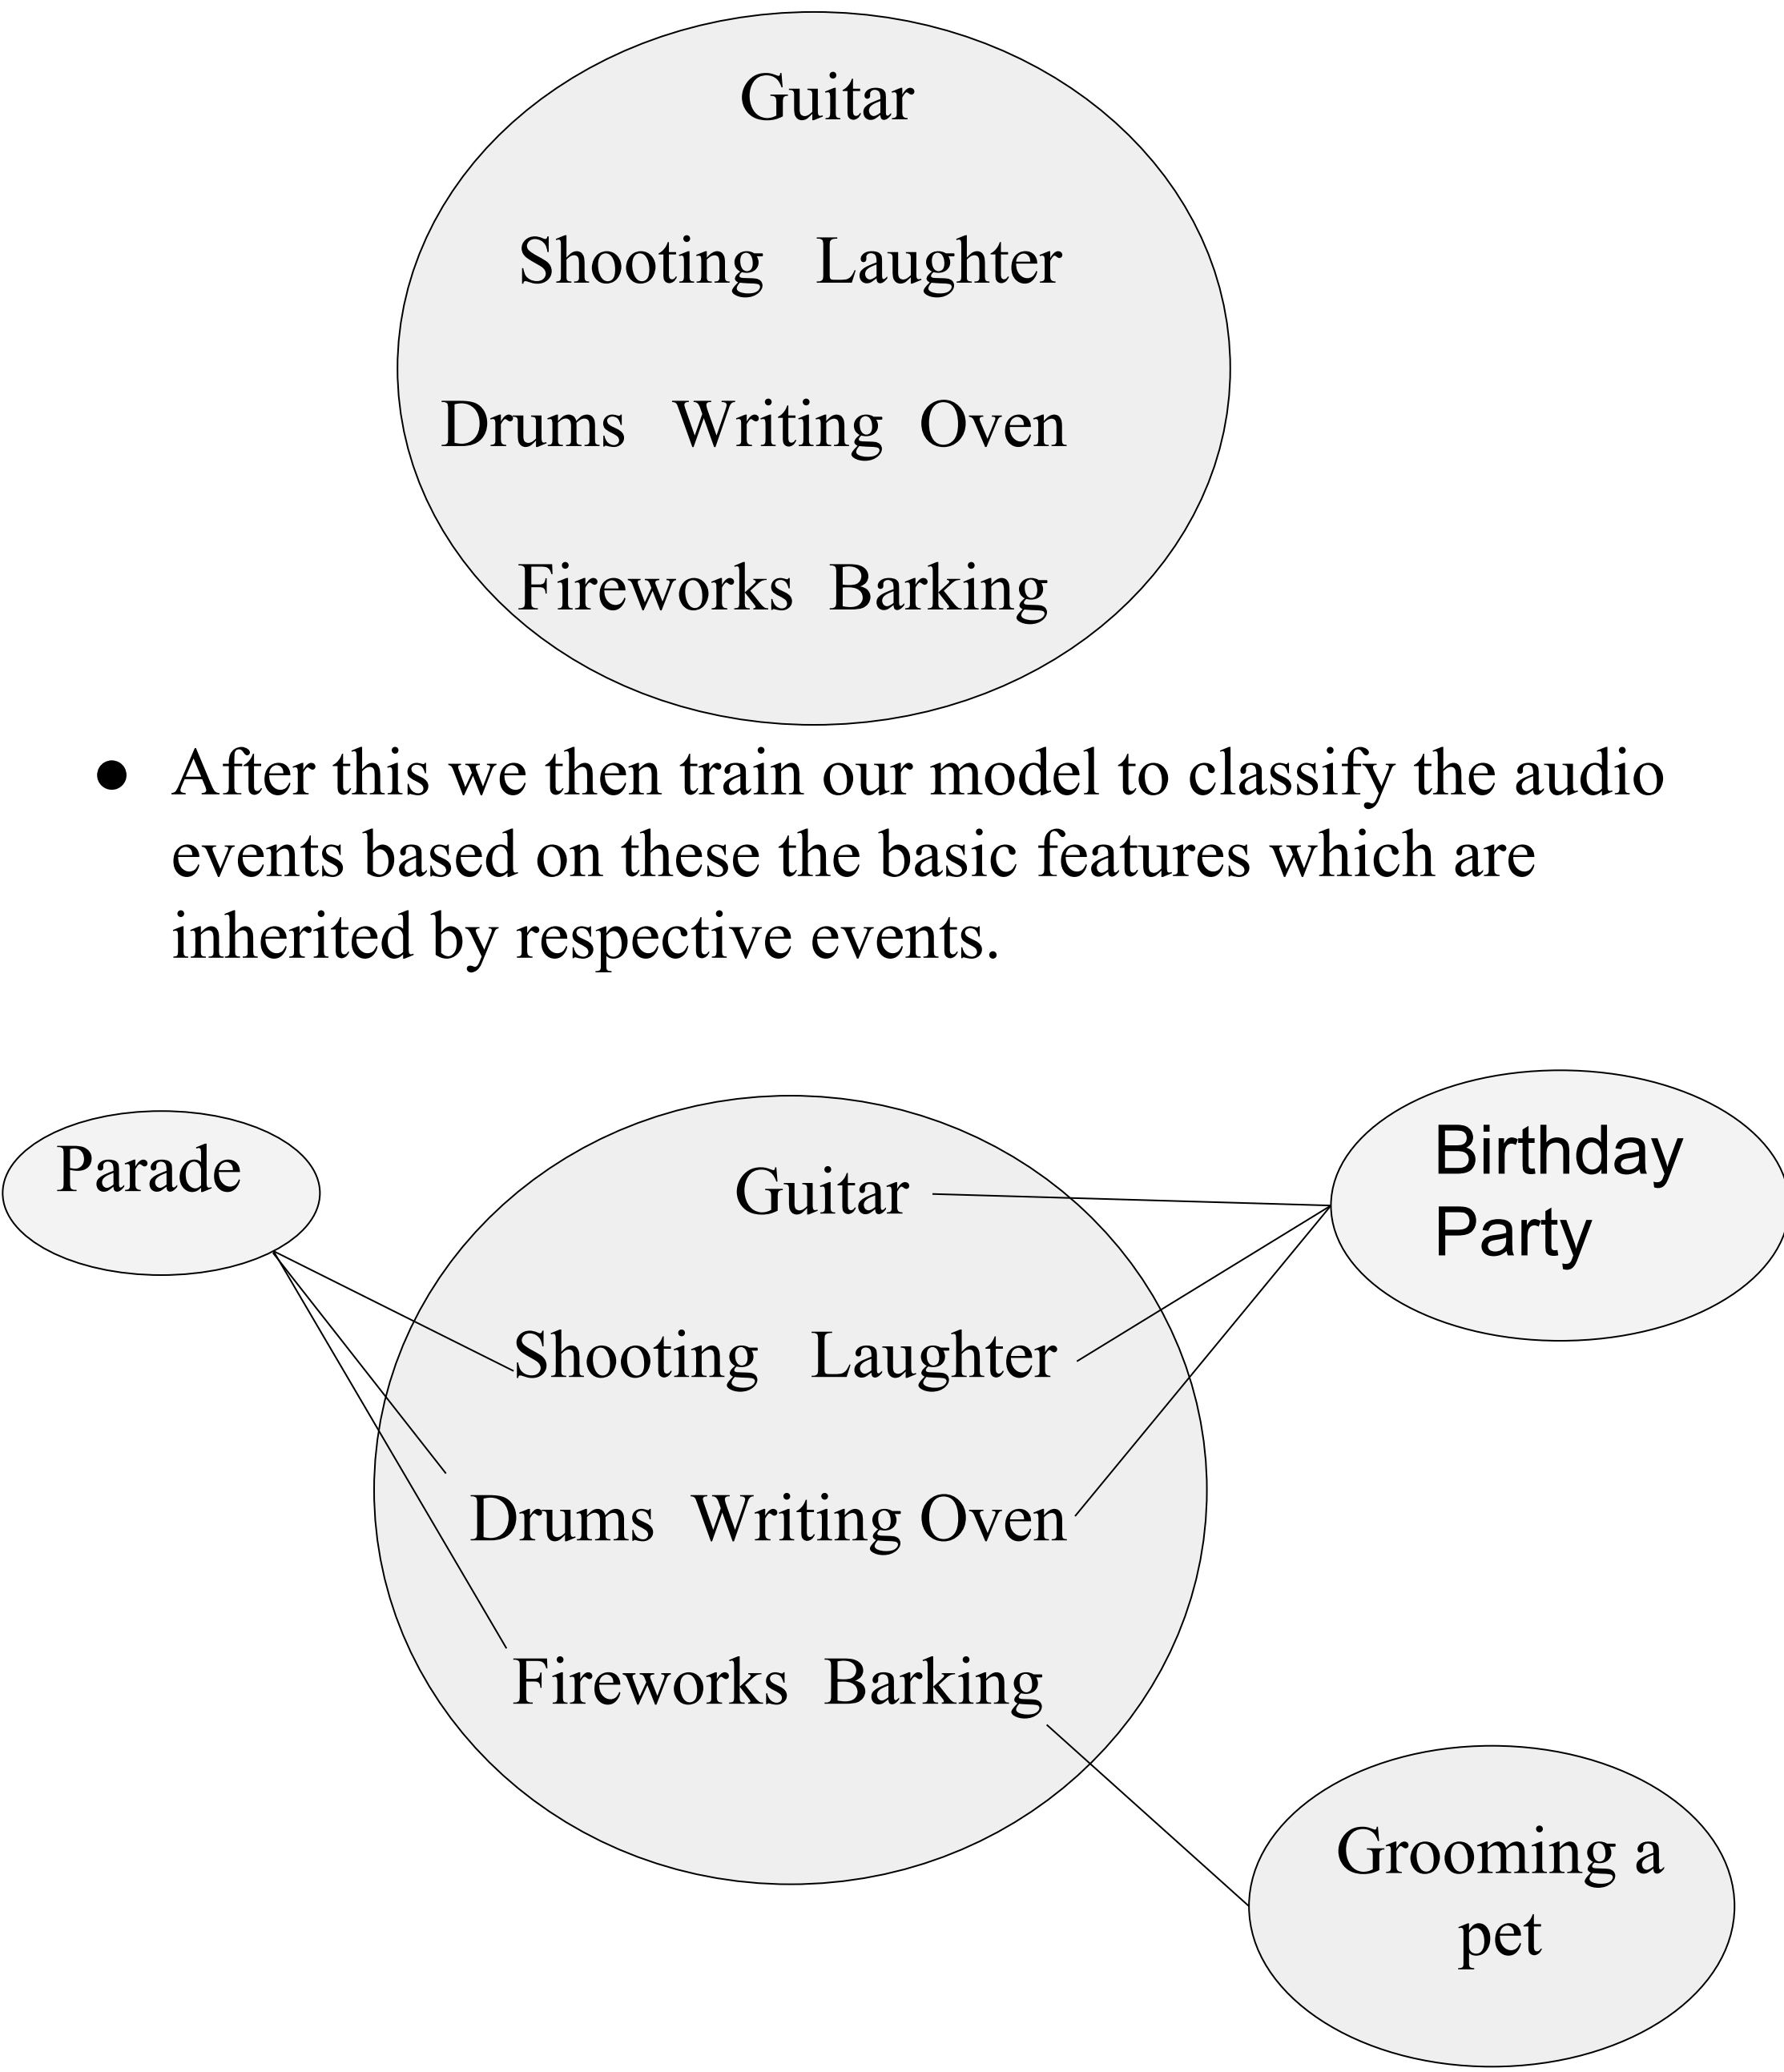 Guitar
Shooting Laughter
Drums Writing Oven
Fireworks Barking
● After this we then train our model to classify the audio
events based on these the basic features which are
inherited by respective events.
Parade
Birthday
Party
Guitar
Shooting Laughter
Drums Writing Oven
Fireworks Barking
Grooming a
pet